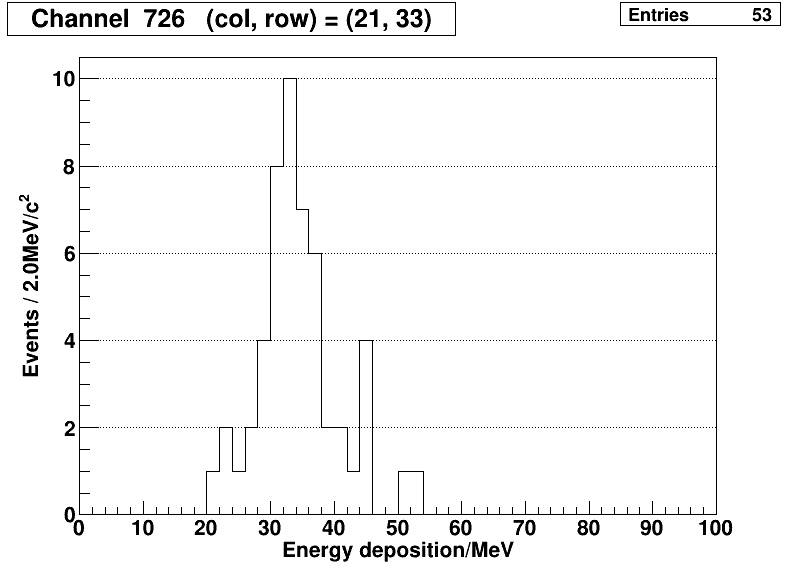 Channel 726 (col, row) = (21, 33)
Entries 53
Events / 2.0MeV/c²
10
8
6
4
2
0
0 10 20 30 40 50 60 70 80 90 100
Energy deposition/MeV